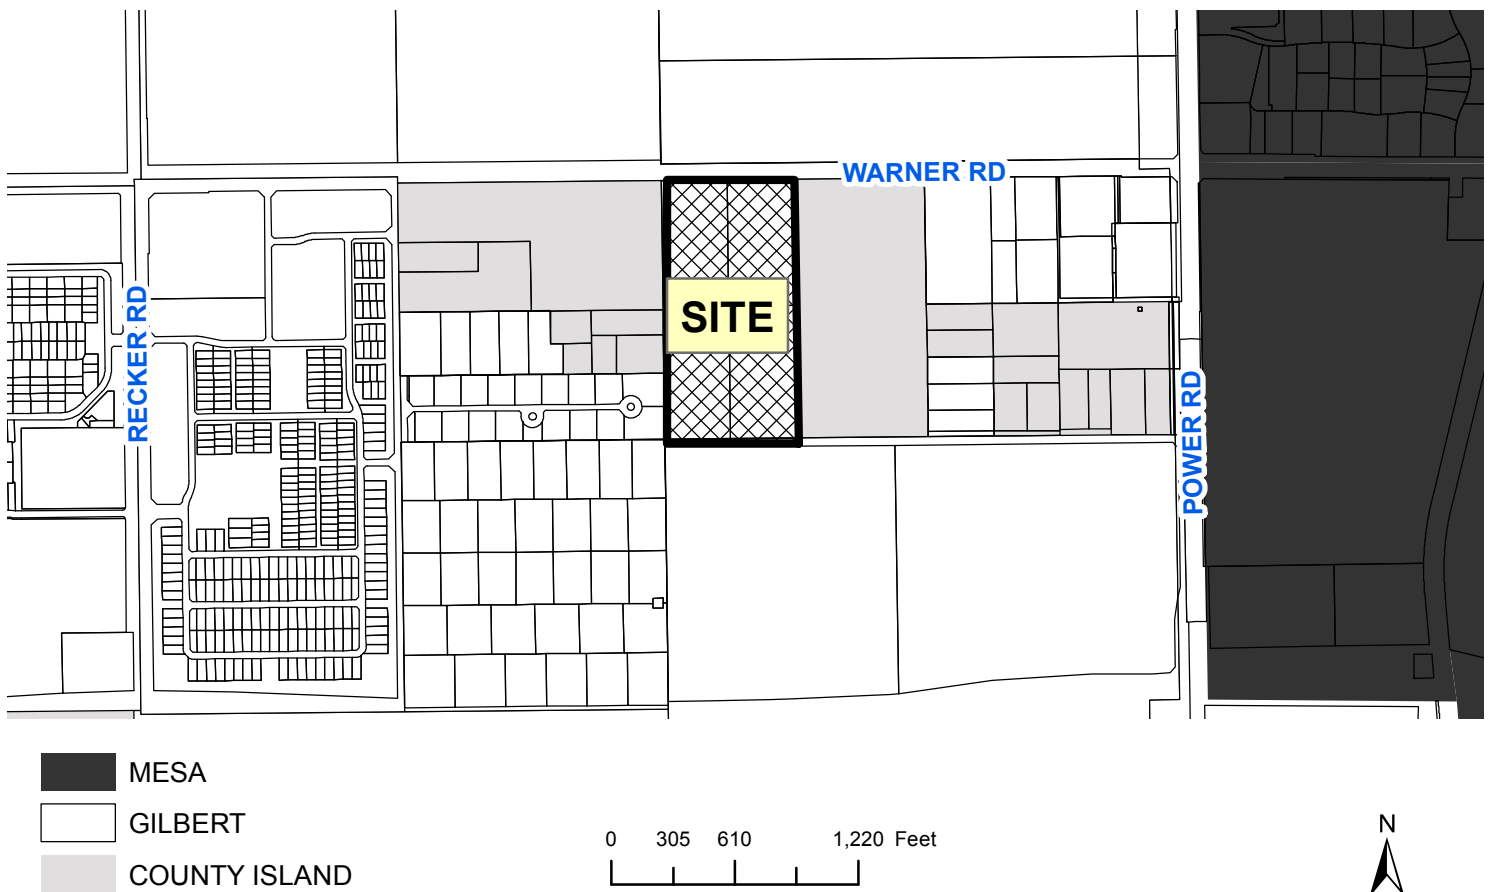 WARNER RD
RECKER RD
SITE
POWER RD
MESA
GILBERT
COUNTY ISLAND
0 305 610 1,220 Feet
N